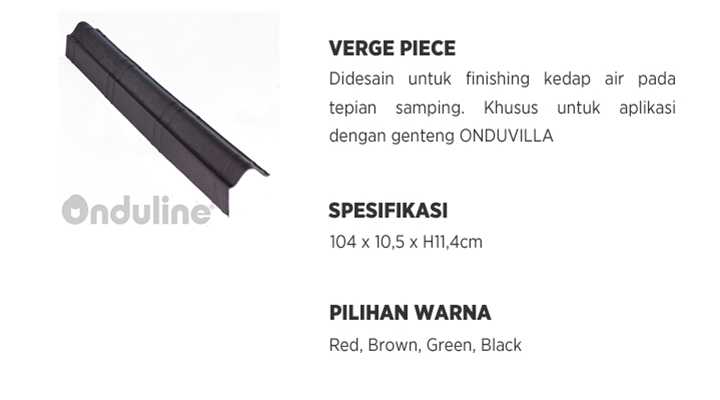 Onduline
VERGE PIECE
Didesain untuk finishing kedap air pada
tepian samping. Khusus untuk aplikasi
dengan genteng ONDUVILLA
SPESIFIKASI
104 x 10,5 x H11,4cm
PILIHAN WARNA
Red, Brown, Green, Black